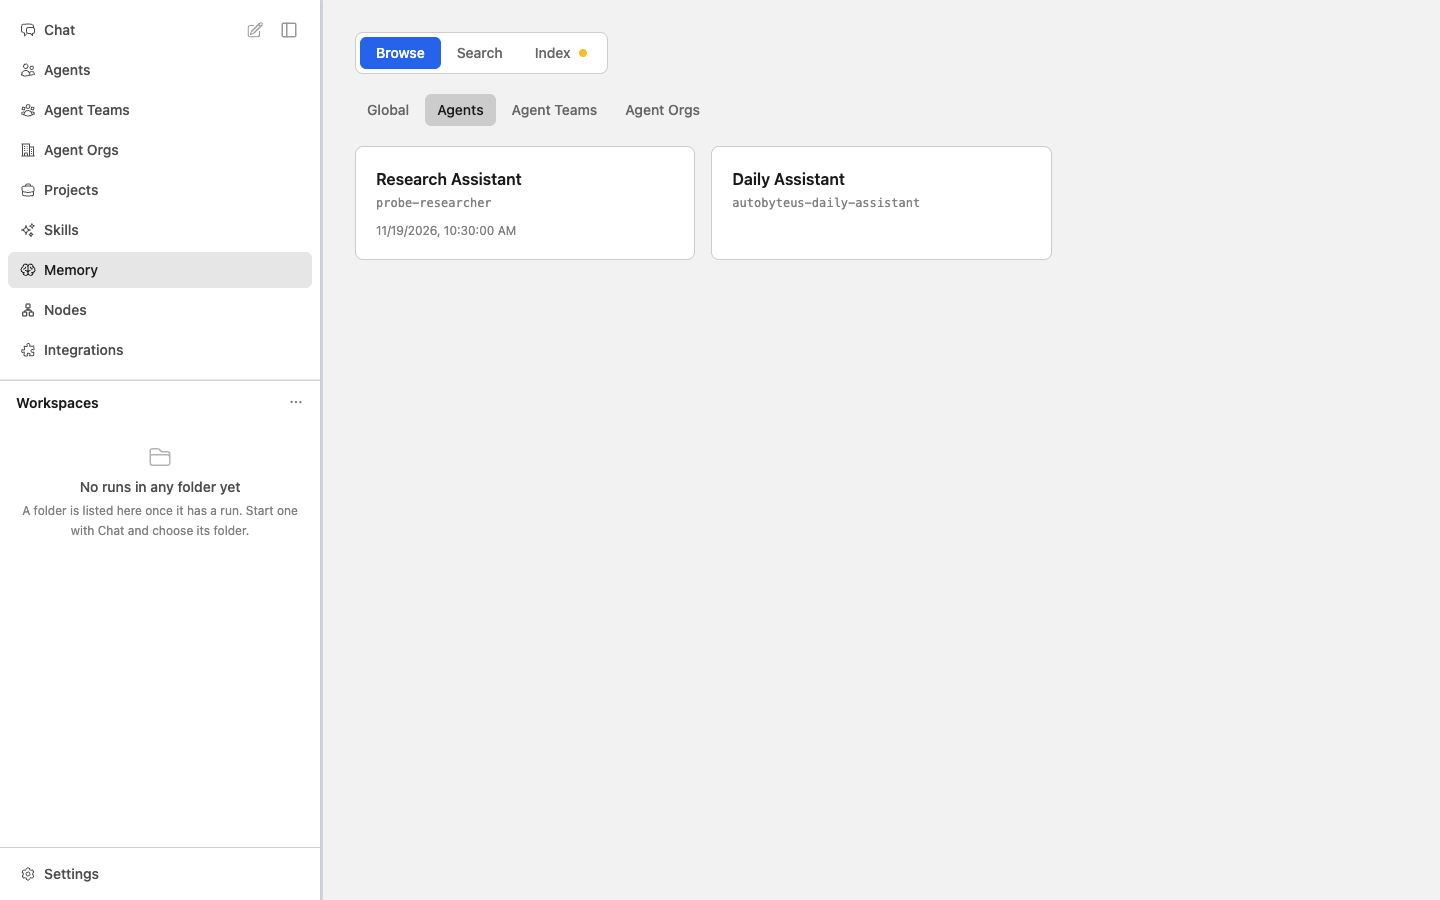 Chat
Agents
Agent Teams
Agent Orgs
Projects
Skills
Memory
Nodes
Integrations
Workspaces
No runs in any folder yet
A folder is listed here once it has a run. Start one
with Chat and choose its folder.
Settings
Browse Search Index
Global Agents Agent Teams Agent Orgs
Research Assistant
probe-researcher
11/19/2026, 10:30:00 AM
Daily Assistant
autobyteus-daily-assistant